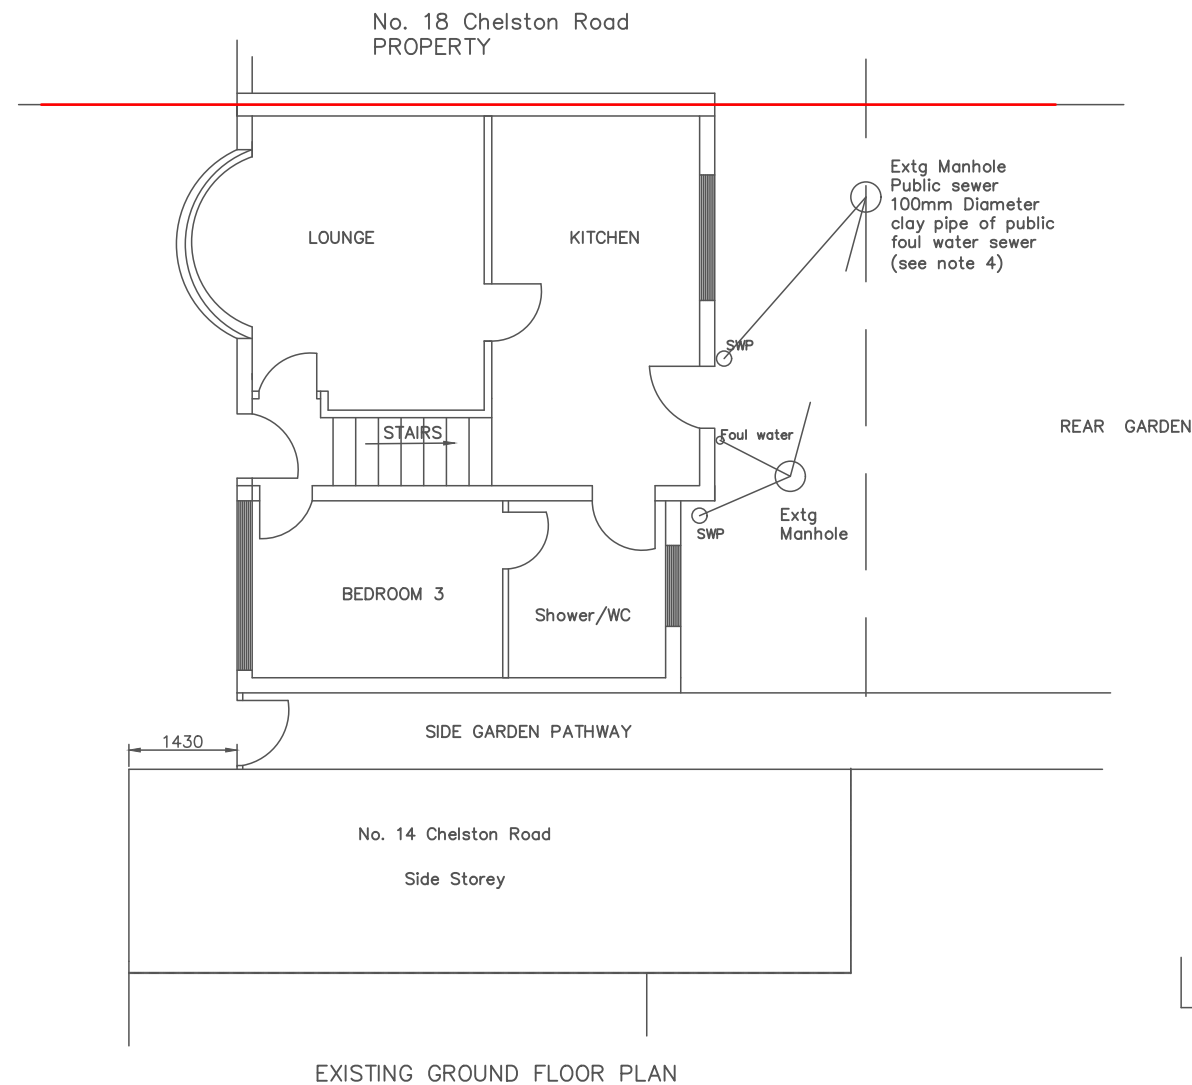 No. 18 Chelston Road
PROPERTY
Extg Manhole
Public sewer
100mm Diameter
clay pipe of public
foul water sewer
(see note 4)
LOUNGE
KITCHEN
SWP
STAIRS
Foul water
REAR GARDEN
Extg
Manhole
SWP
BEDROOM 3
Shower/WC
SIDE GARDEN PATHWAY
1430
No. 14 Chelston Road
Side Storey
EXISTING GROUND FLOOR PLAN